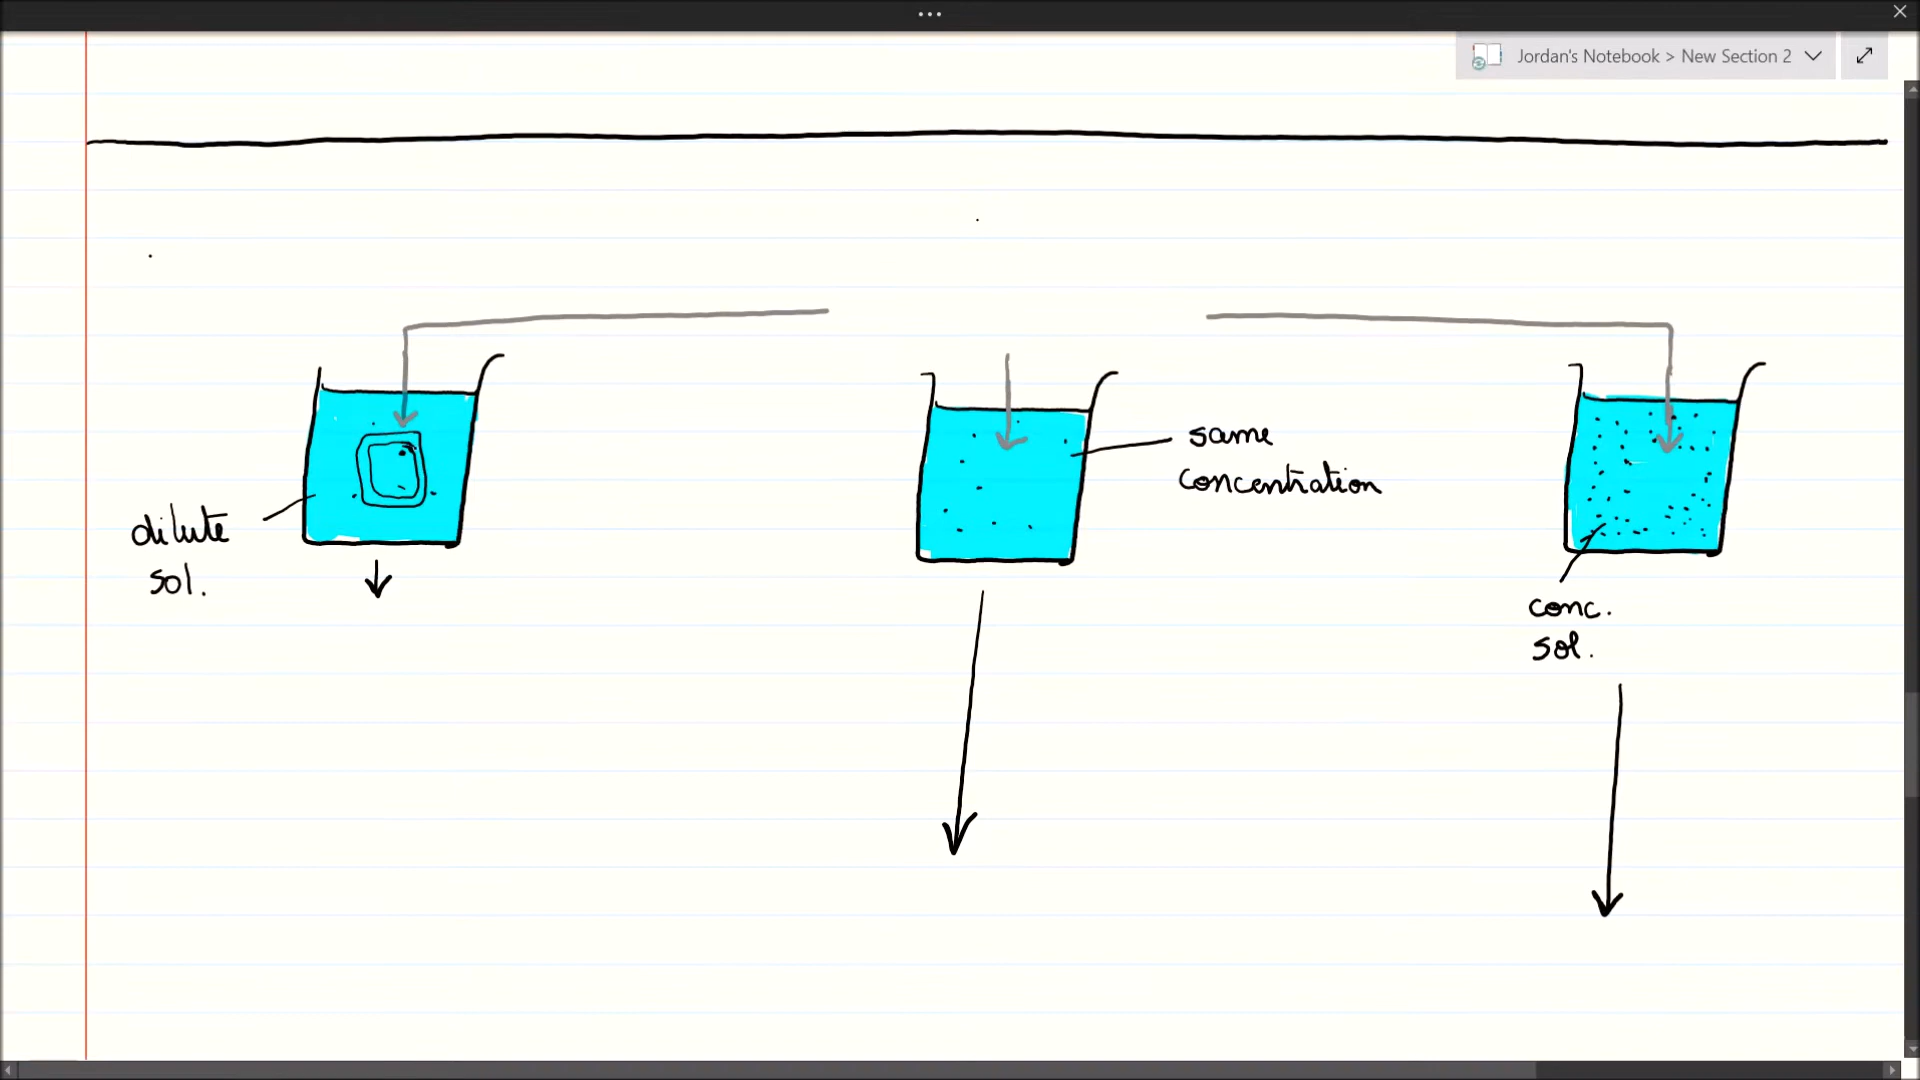 Jordan's Notebook > New Section 2
same
concentration
dilute
sol.
conc.
sol.